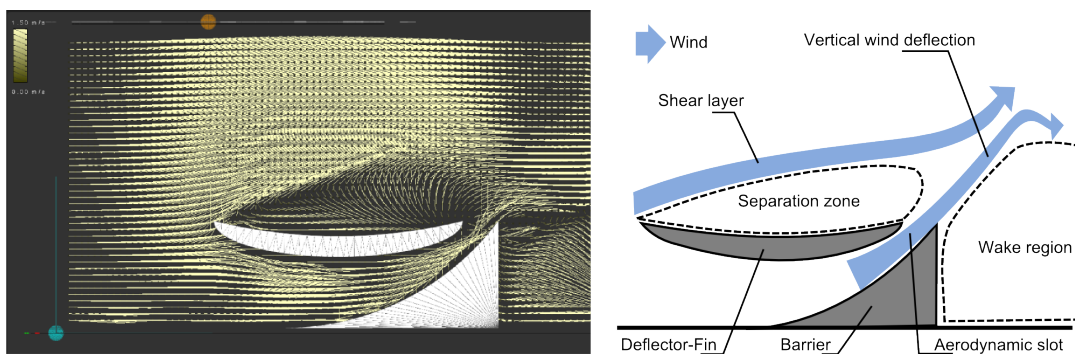 1.50 m/s
0.00 m/s
Wind
Vertical wind deflection
Shear layer
Separation zone
Wake region
Deflector-Fin
Barrier
Aerodynamic slot